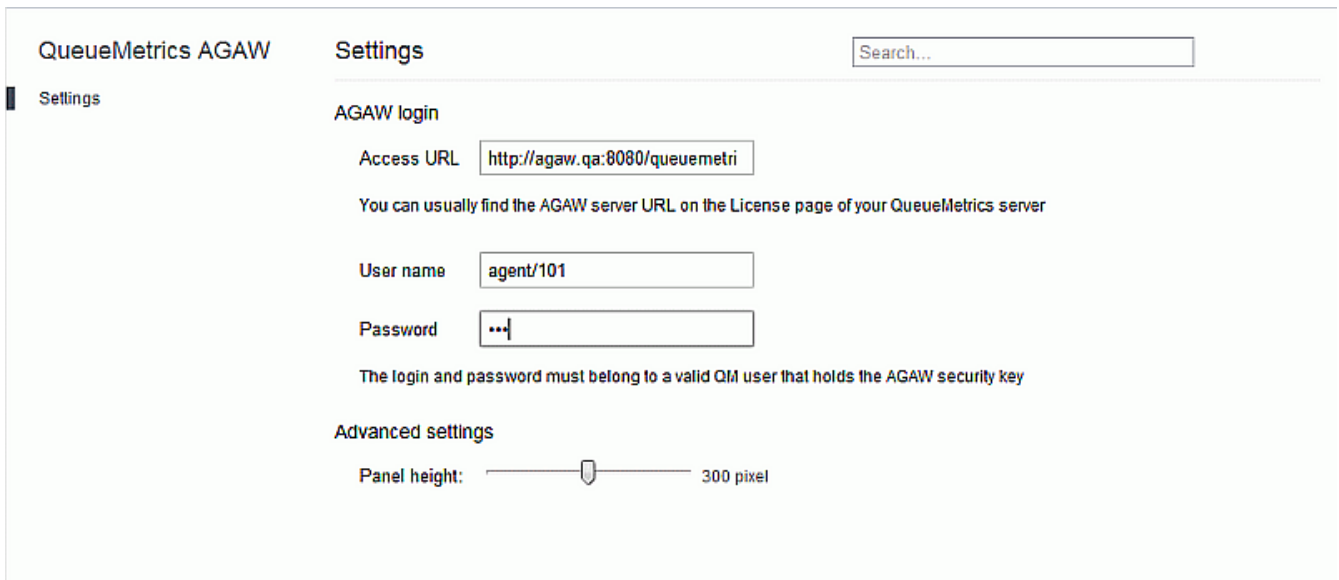 QueueMetrics AGAW
Settings
Search...
Settings
AGAW login
Access URL http://agaw.qa:8080/queuemetri
You can usually find the AGAW server URL on the License page of your QueueMetrics server
User name agent/101
Password •••
The login and password must belong to a valid QM user that holds the AGAW security key
Advanced settings
Panel height: 300 pixel